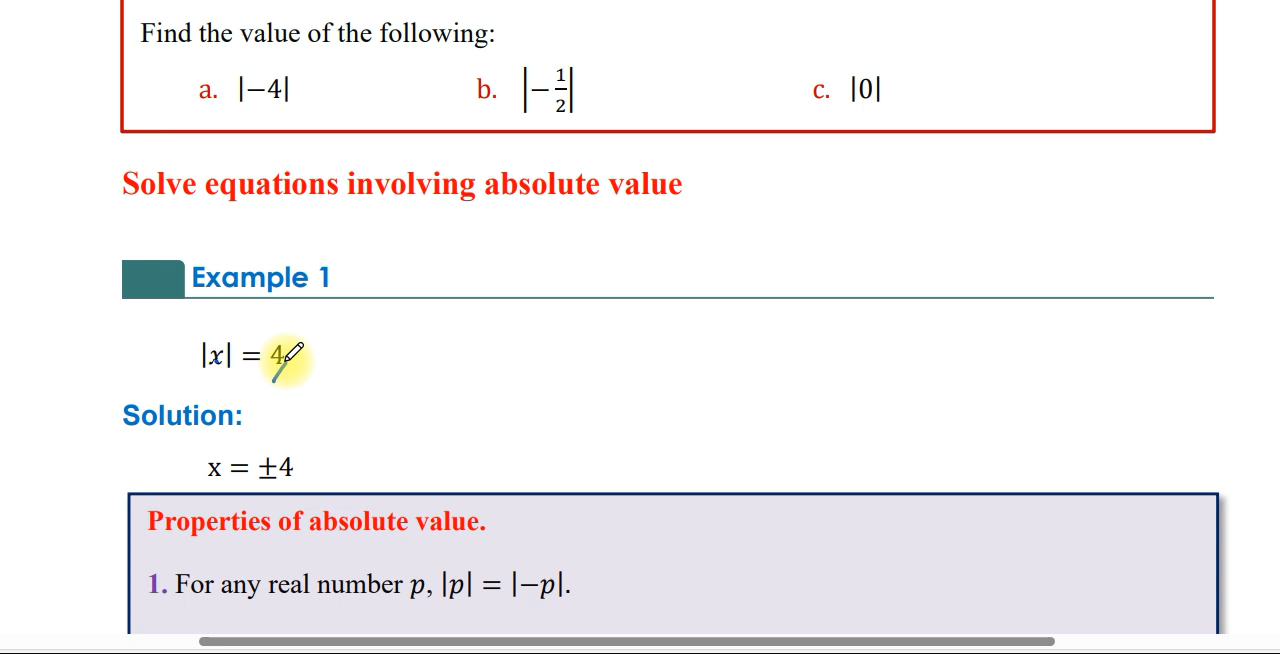 Find the value of the following:
a. |−4| b. |−1/2| c. |0|
Solve equations involving absolute value
Example 1
|x| = 4
Solution:
x = ±4
Properties of absolute value.
1. For any real number p, |p| = |−p|.